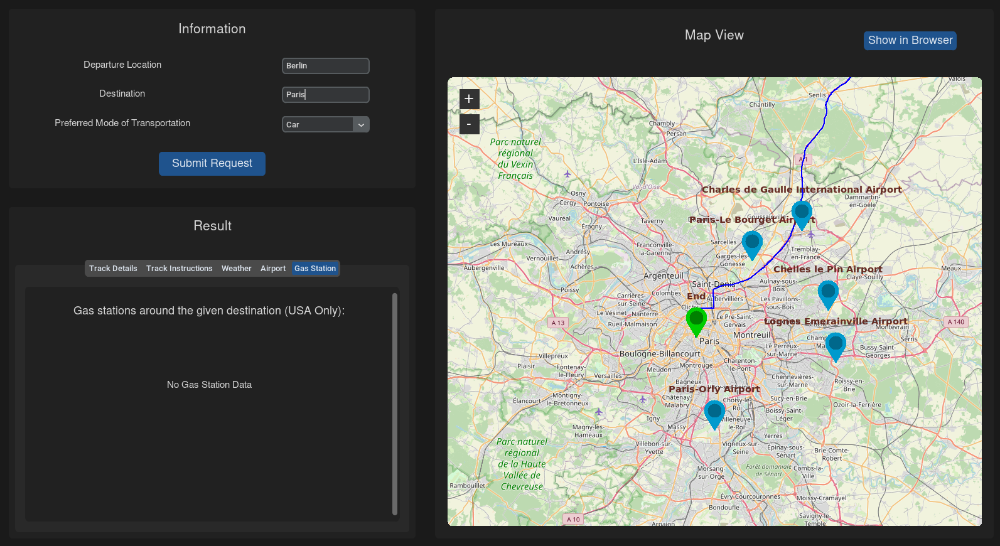 Information
Departure Location
Berlin
Destination
Paris
Preferred Mode of Transportation
Car
Submit Request
Result
Track Details
Track Instructions
Weather
Airport
Gas Station
Gas stations around the given destination (USA Only):
No Gas Station Data
Map View
Show in Browser
+
-
Valois
Senlis
Chantilly
Chambly
Persan
Parc naturel
régional
du Vexin
Français
L'Isle-Adam
A 1
Val-d'Oise
Charles de Gaulle International Airport
Osny
Cergy
Pontoise
Dammartin-
en-Goële
Vauréal
Taverny
Paris-Le Bourget Airport
Goussainville
Éragny
Les Mureaux
Andrésy
Franconville-
la-Garenne
Sarcelles
Tremblay-
en-France
Vernouillet
Garges-lès-
Gonesse
Achères
Aubergenville
Chelles le Pin Airport
Meaux
Argenteuil
Claye-Souilly
Saint-Denis
Aulnay-sous-
Bois
Poissy
Colombes
End
Carrières-
sur-Seine
Aubervilliers
Les Pavillons-
sous-Bois
Clichy
Le Vésinet
Nanterre
Le Pré-Saint-
Gervais
A 13
Rueil-Malmaison
Lognes Emerainville Airport
Chelles
A 140
Montévrain
Paris
Montreuil
Serris
Le Perreux-
sur-Marne
Bussy-Saint-
Georges
Boulogne-Billancourt
Villepreux
Charenton-
le-Pont
Plaisir
Fontenay-
le-Fleury
Montrouge
Meudon
Versailles
Bagneux
Chennevières-
sur-Marne
Roissy-en-
Brie
Vitry-sur-Seine
Paris-Orly Airport
Montigny-
le-Bretonneux
Élancourt
Châtenay-
Malabry
Choisy-le-
Roi
Sucy-en-Brie
Ozoir-la-Ferrière
Boissy-Saint-
Léger
Igny
Villeneuve-
le-Roi
Magny-les-
Hameaux
Massy
Yerres
Parc naturel
régional
de la Haute
Vallée de
Chevreuse
Villebon-sur-
Yvette
Vigneux-sur-
Seine
Épinay-sous-
Sénart
Brie-Comte-
Robert
Morsang-
sur-Orge
Forêt domaniale
de Sénart
Combs-la-
Ville
Rambouillet
Évry-Courcouronnes
Moissy-Cramayel
Bondoufle
A 10
Savigny-le-
Temple
Arpajon